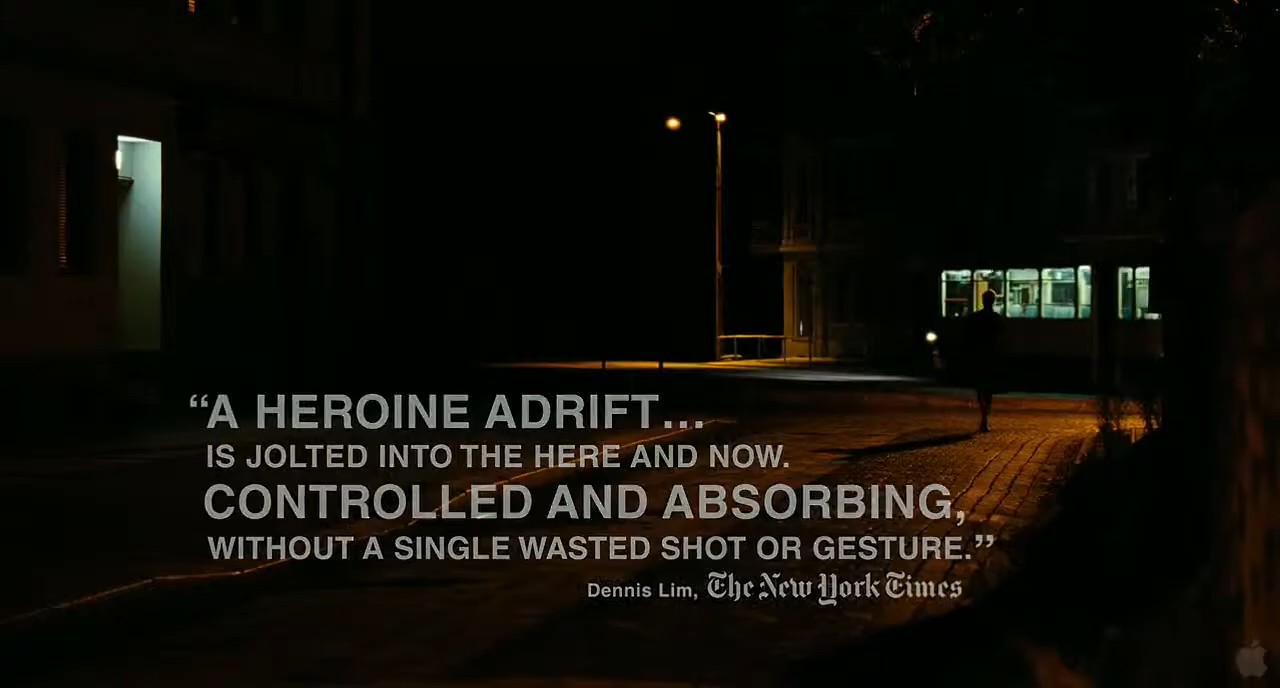 “A HEROINE ADRIFT...
IS JOLTED INTO THE HERE AND NOW.
CONTROLLED AND ABSORBING,
WITHOUT A SINGLE WASTED SHOT OR GESTURE.”
Dennis Lim, The New York Times